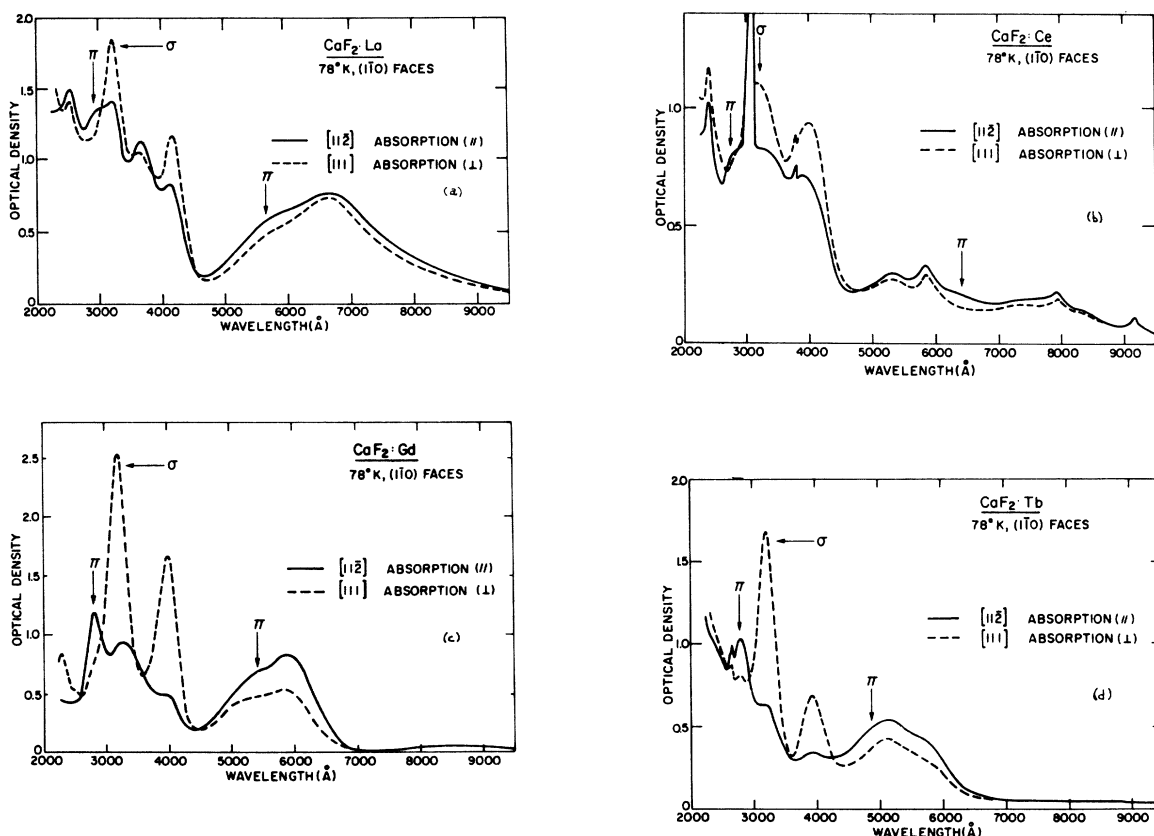 2.0
1.5
1.0
0.5
0
OPTICAL DENSITY
CaF₂: La
78°K, (11̄0) FACES
π
σ
[112̄] ABSORPTION (//)
[111] ABSORPTION (⊥)
(a)
π
2000 3000 4000 5000 6000 7000 8000 9000
WAVELENGTH(Å)
1.0
0.5
0
OPTICAL DENSITY
σ
CaF₂: Ce
78°K, (11̄0) FACES
π
[112̄] ABSORPTION (//)
[111] ABSORPTION (⊥)
(b)
π
2000 3000 4000 5000 6000 7000 8000 9000
WAVELENGTH(Å)
2.5
2.0
1.5
1.0
0.5
0
OPTICAL DENSITY
CaF₂: Gd
78°K, (11̄0) FACES
σ
π
[112̄] ABSORPTION (//)
[111] ABSORPTION (⊥)
(c)
π
2000 3000 4000 5000 6000 7000 8000 9000
WAVELENGTH(Å)
2.0
1.5
1.0
0.5
0
OPTICAL DENSITY
CaF₂: Tb
78°K, (11̄0) FACES
σ
π
[112̄] ABSORPTION (//)
[111] ABSORPTION (⊥)
(d)
π
2000 3000 4000 5000 6000 7000 8000 9000
WAVELENGTH(Å)